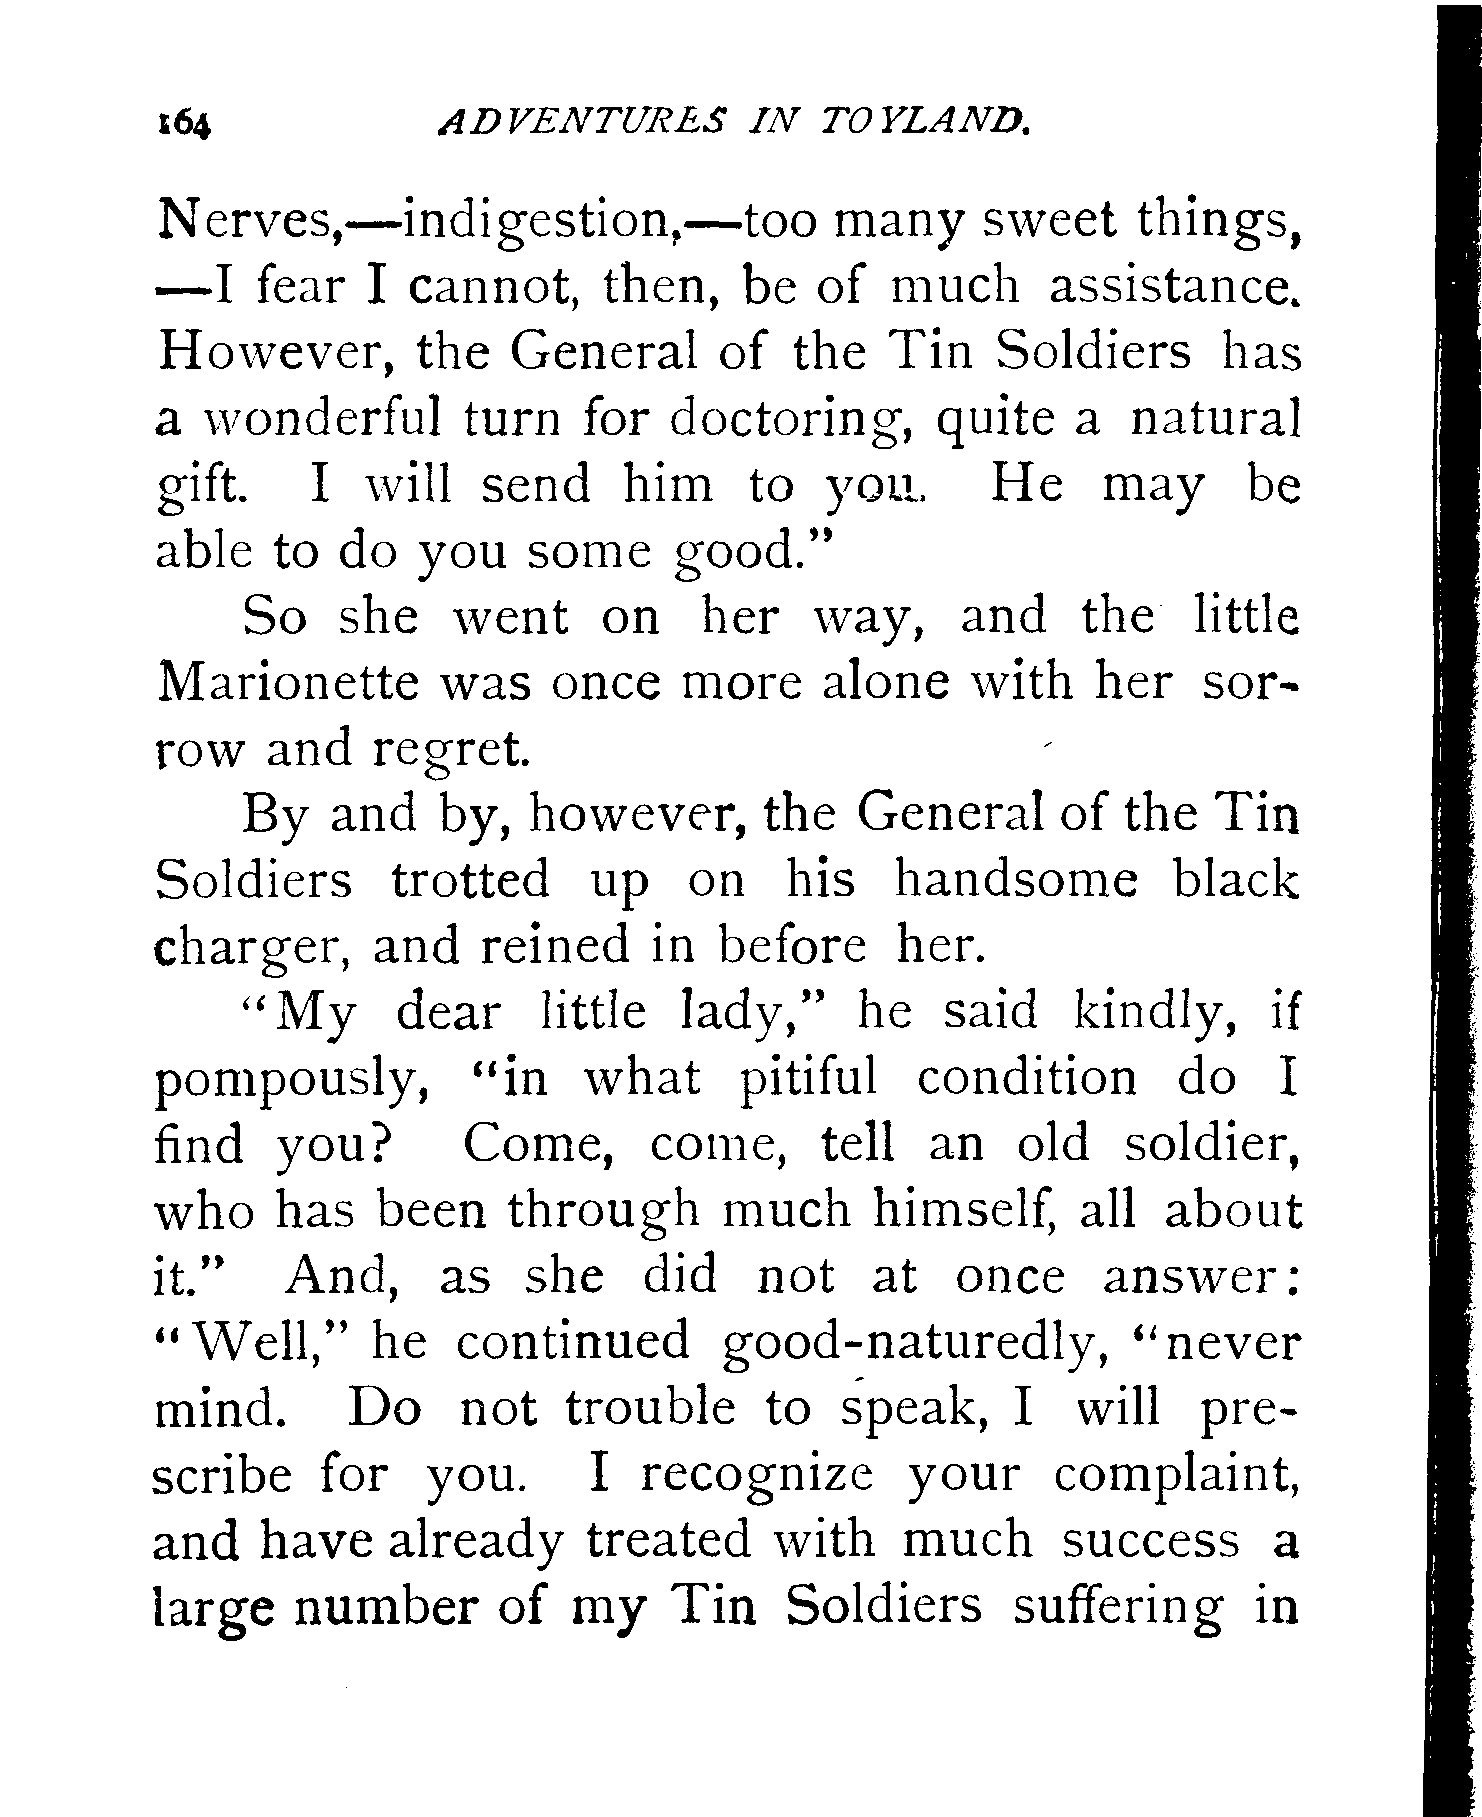 164 ADVENTURES IN TOYLAND.
Nerves,—indigestion,—too many sweet things,
—I fear I cannot, then, be of much assistance.
However, the General of the Tin Soldiers has
a wonderful turn for doctoring, quite a natural
gift. I will send him to you. He may be
able to do you some good."
So she went on her way, and the little
Marionette was once more alone with her sor-
row and regret.
By and by, however, the General of the Tin
Soldiers trotted up on his handsome black
charger, and reined in before her.
"My dear little lady," he said kindly, if
pompously, "in what pitiful condition do I
find you? Come, come, tell an old soldier,
who has been through much himself, all about
it." And, as she did not at once answer:
"Well," he continued good-naturedly, "never
mind. Do not trouble to speak, I will pre-
scribe for you. I recognize your complaint,
and have already treated with much success a
large number of my Tin Soldiers suffering in